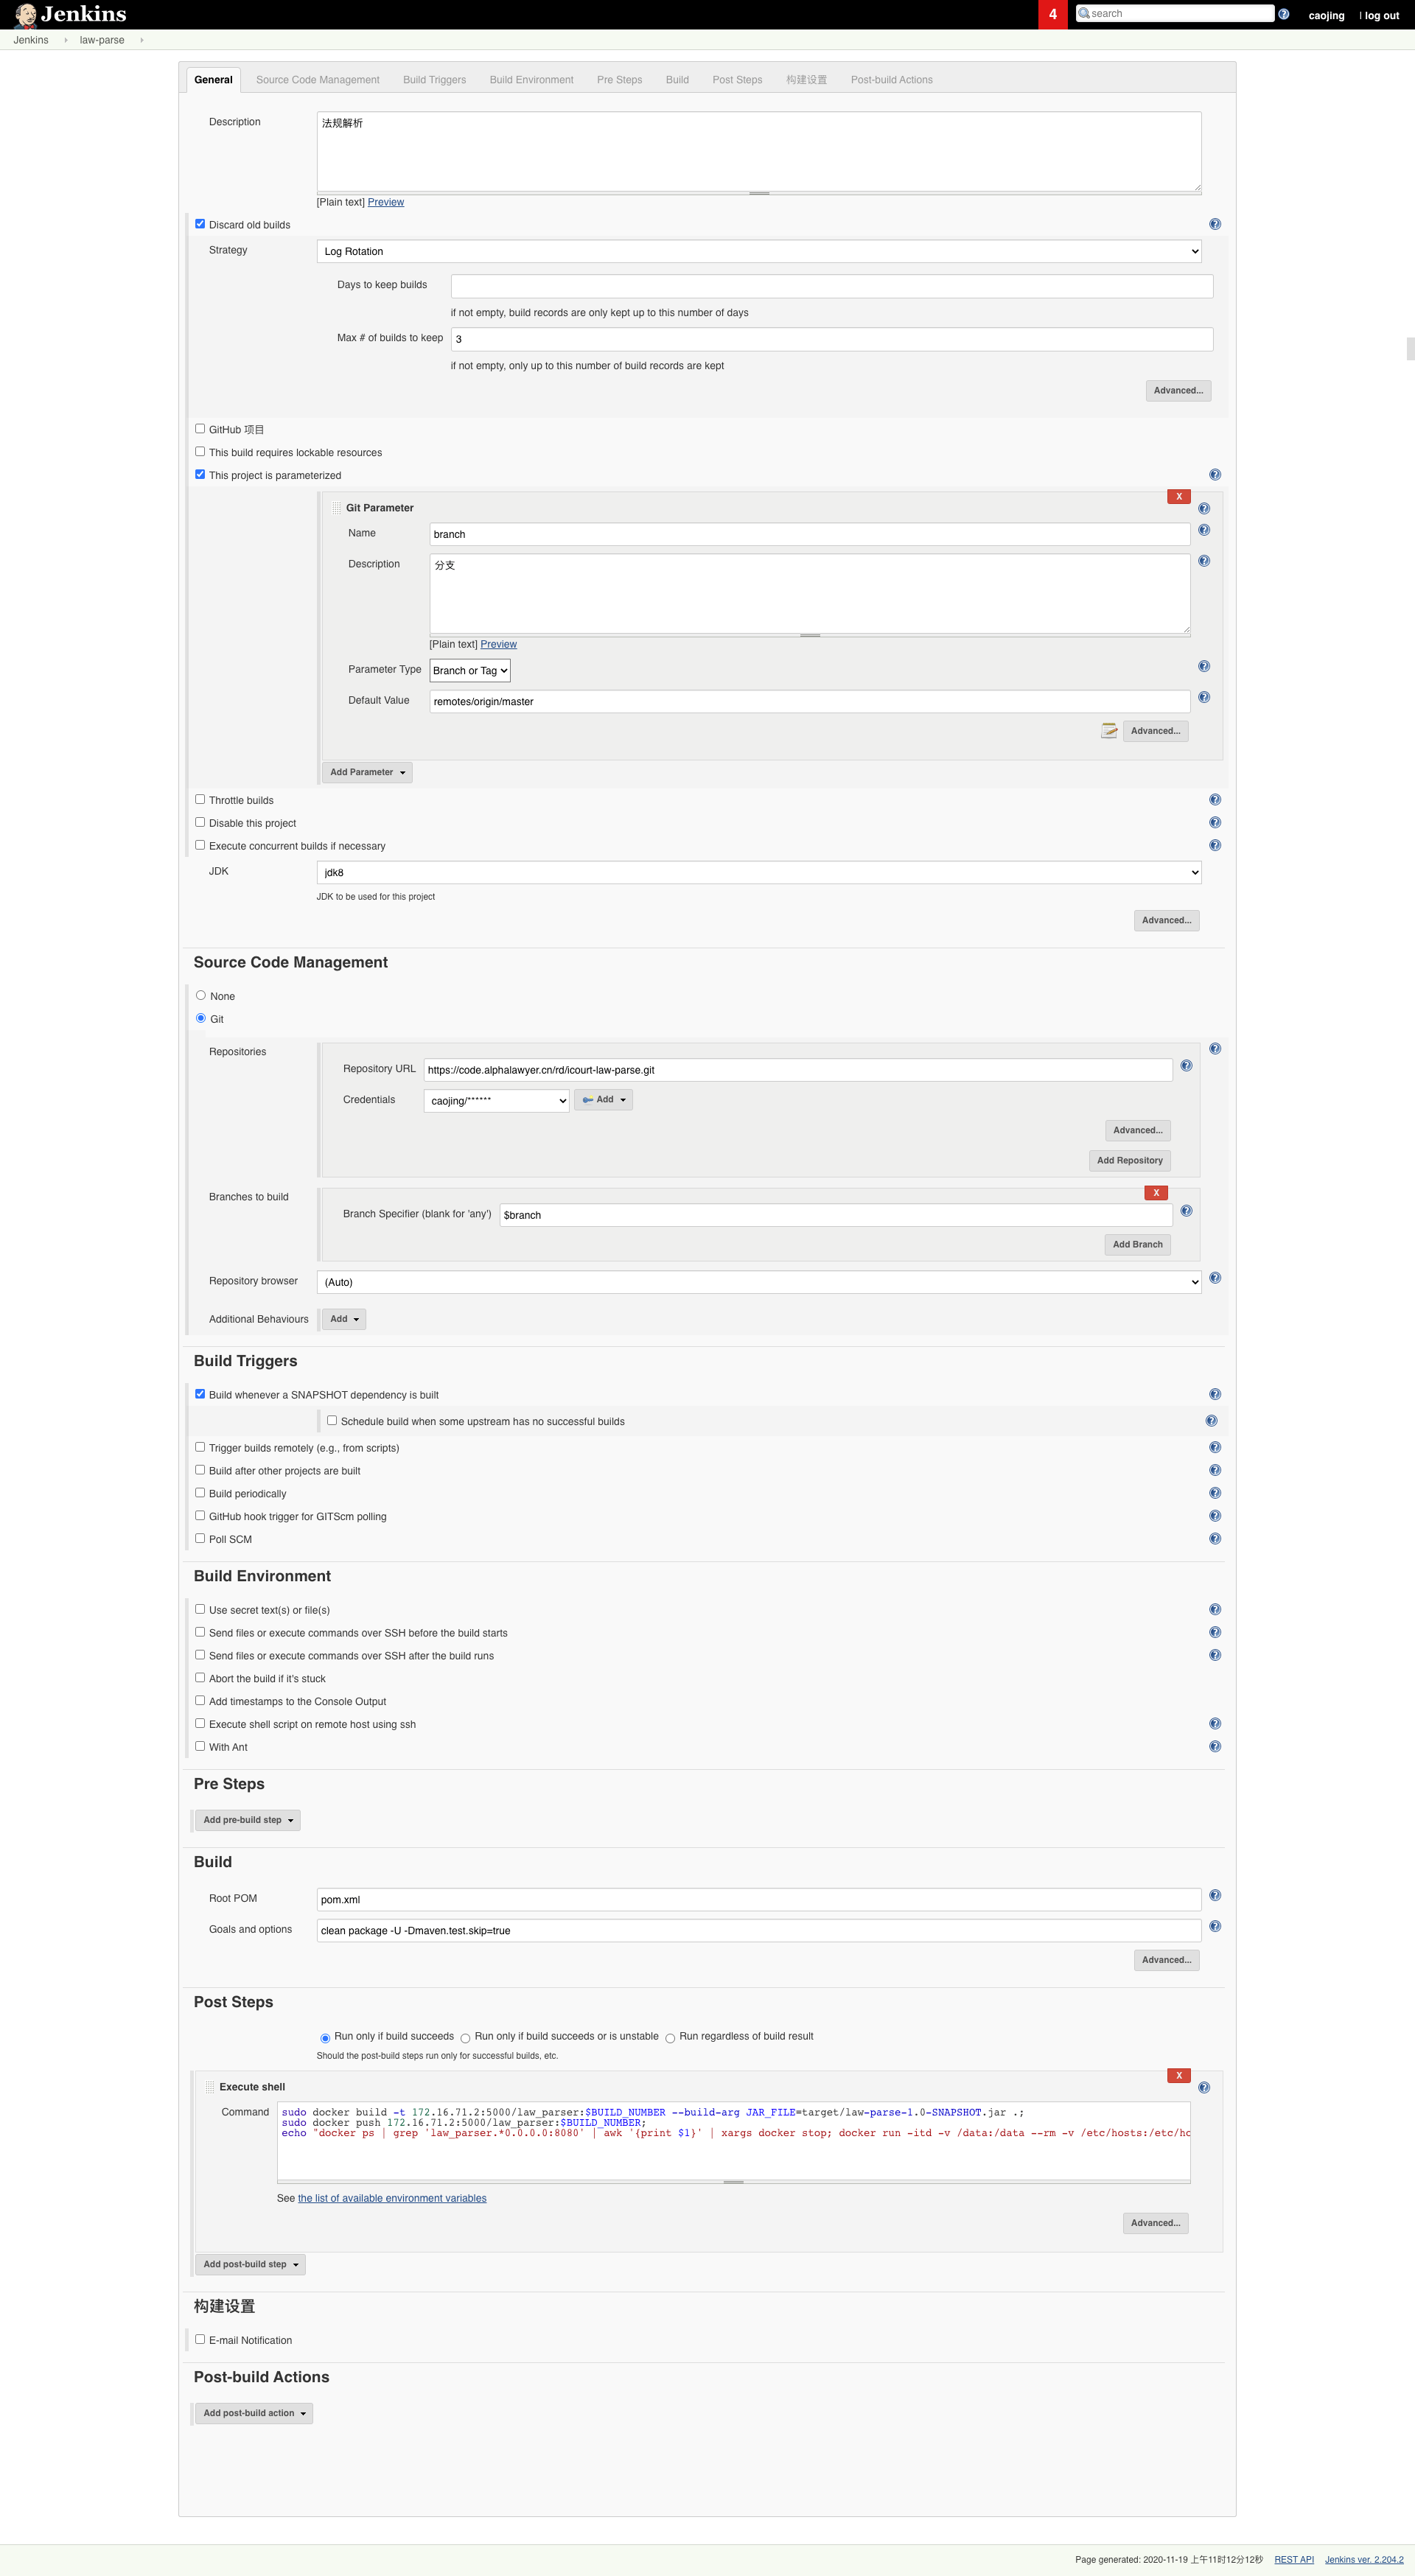 Jenkins
4
search
caojing
| log out
Jenkins
law-parse
General
Source Code Management
Build Triggers
Build Environment
Pre Steps
Build
Post Steps
构建设置
Post-build Actions
Description
法规解析
[Plain text] Preview
Discard old builds
Strategy
Log Rotation
Days to keep builds
if not empty, build records are only kept up to this number of days
Max # of builds to keep
3
if not empty, only up to this number of build records are kept
Advanced...
GitHub 项目
This build requires lockable resources
This project is parameterized
X
Git Parameter
Name
branch
Description
分支
[Plain text] Preview
Parameter Type
Branch or Tag
Default Value
remotes/origin/master
Advanced...
Add Parameter
Throttle builds
Disable this project
Execute concurrent builds if necessary
JDK
jdk8
JDK to be used for this project
Advanced...
Source Code Management
None
Git
Repositories
Repository URL
https://code.alphalawyer.cn/rd/icourt-law-parse.git
Credentials
caojing/******
Add
Advanced...
Add Repository
Branches to build
X
Branch Specifier (blank for 'any')
$branch
Add Branch
Repository browser
(Auto)
Additional Behaviours
Add
Build Triggers
Build whenever a SNAPSHOT dependency is built
Schedule build when some upstream has no successful builds
Trigger builds remotely (e.g., from scripts)
Build after other projects are built
Build periodically
GitHub hook trigger for GITScm polling
Poll SCM
Build Environment
Use secret text(s) or file(s)
Send files or execute commands over SSH before the build starts
Send files or execute commands over SSH after the build runs
Abort the build if it's stuck
Add timestamps to the Console Output
Execute shell script on remote host using ssh
With Ant
Pre Steps
Add pre-build step
Build
Root POM
pom.xml
Goals and options
clean package -U -Dmaven.test.skip=true
Advanced...
Post Steps
Run only if build succeeds
Run only if build succeeds or is unstable
Run regardless of build result
Should the post-build steps run only for successful builds, etc.
X
Execute shell
Command
sudo docker build -t 172.16.71.2:5000/law_parser:$BUILD_NUMBER --build-arg JAR_FILE=target/law-parse-1.0-SNAPSHOT.jar .;
sudo docker push 172.16.71.2:5000/law_parser:$BUILD_NUMBER;
echo "docker ps | grep 'law_parser.*0.0.0.0:8080' | awk '{print $1}' | xargs docker stop; docker run -itd -v /data:/data --rm -v /etc/hosts:/etc/hc
See the list of available environment variables
Advanced...
Add post-build step
构建设置
E-mail Notification
Post-build Actions
Add post-build action
Page generated: 2020-11-19 上午11时12分12秒
REST API
Jenkins ver. 2.204.2